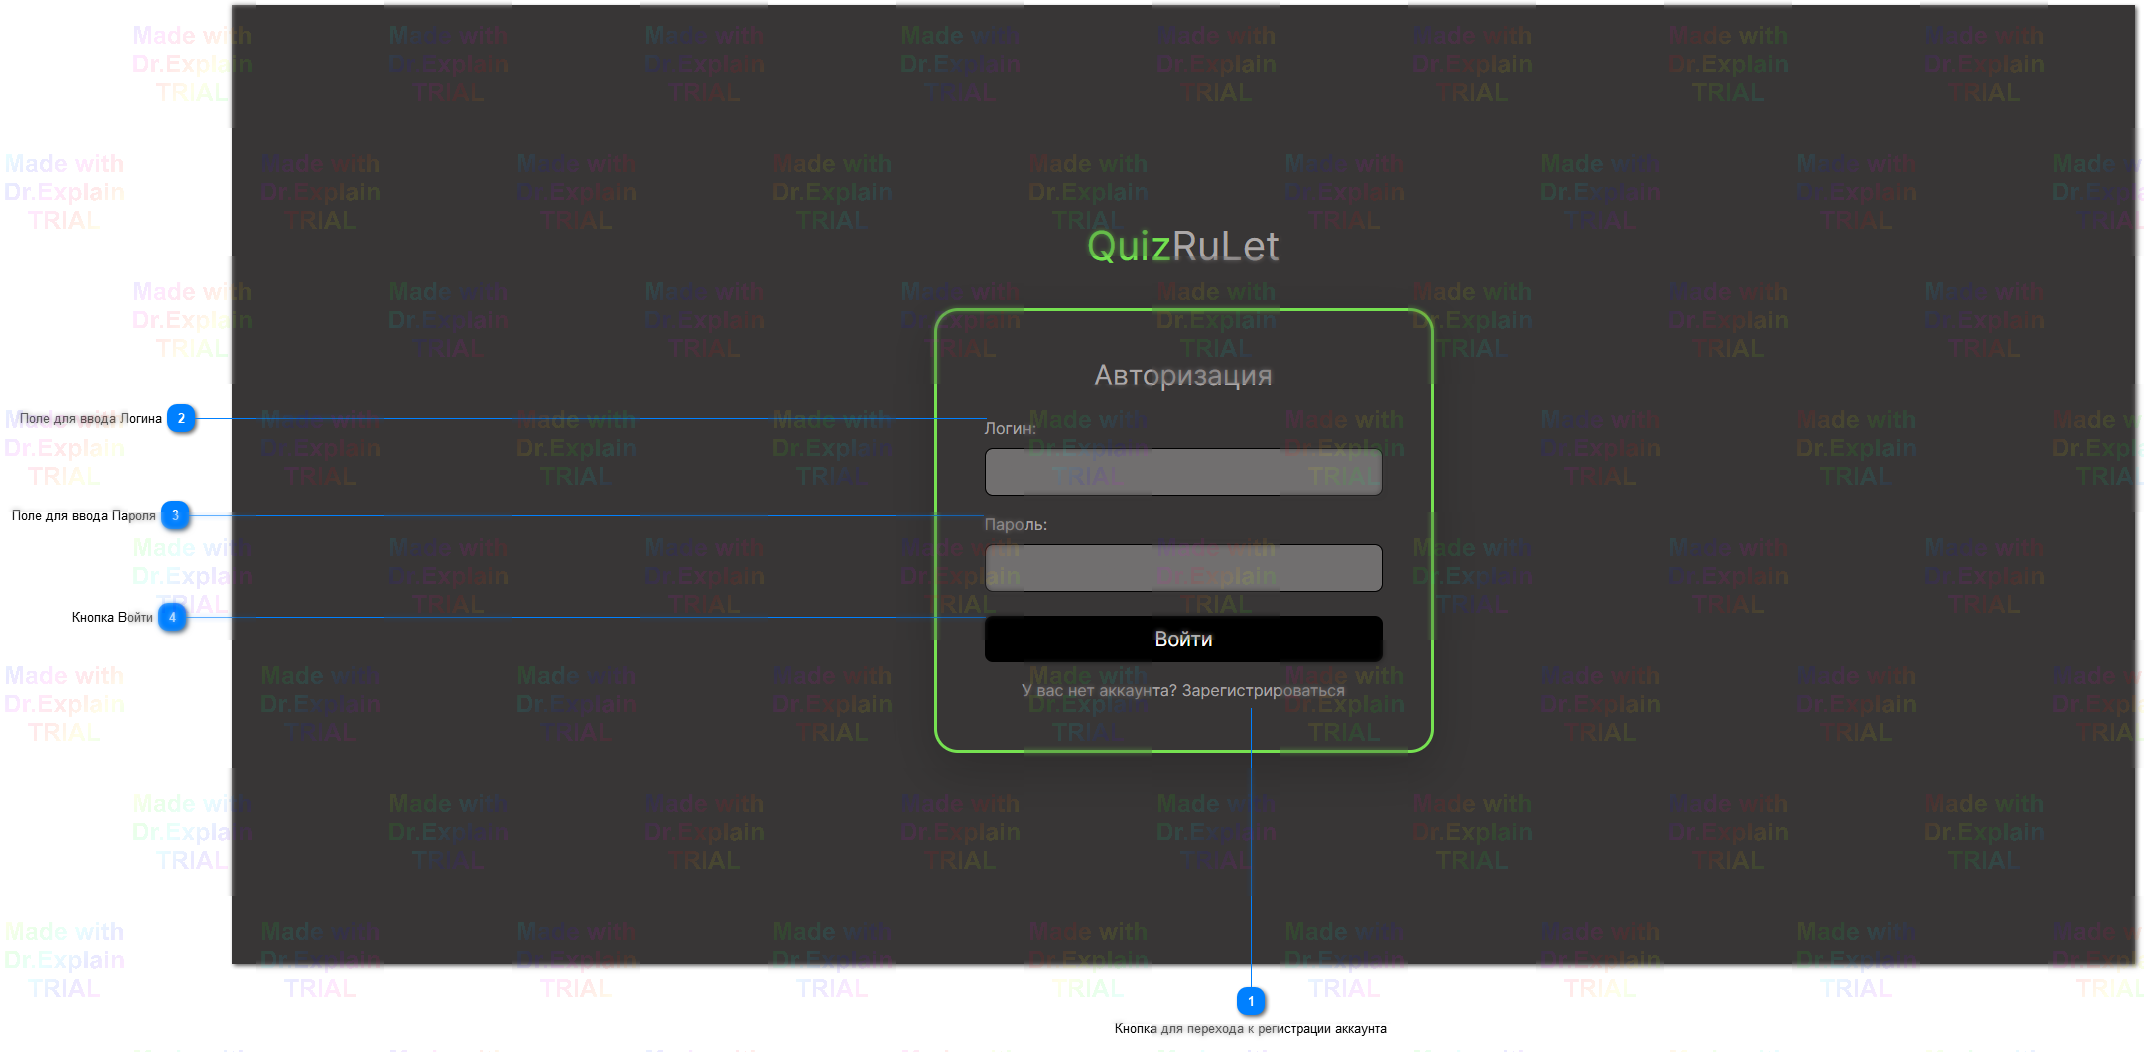 QuizRuLet
Авторизация
Поле для ввода Логина 2
Логин:
Поле для ввода Пароля 3
Пароль:
Кнопка Войти 4
Войти
У вас нет аккаунта? Зарегистрироваться
1
Кнопка для перехода к регистрации аккаунта
Made with
Dr.Explain
TRIAL